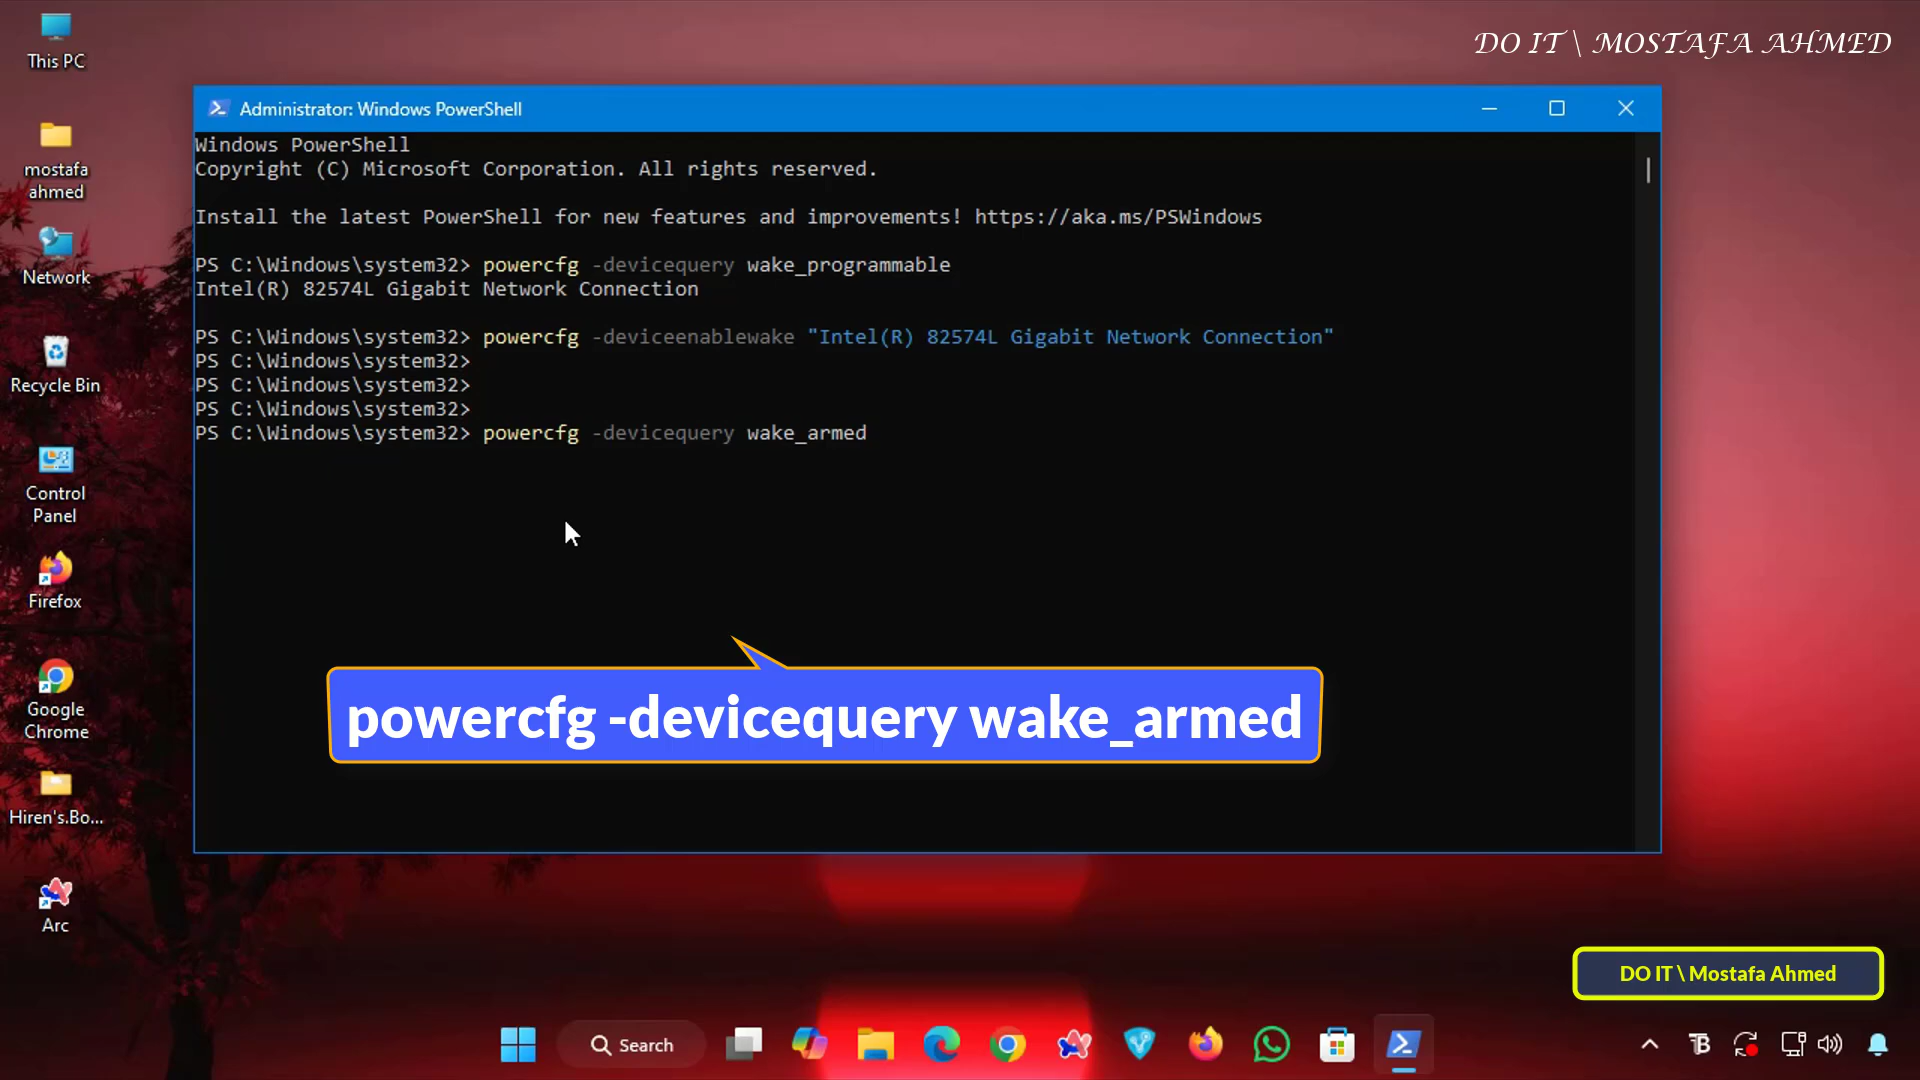 DO IT \ MOSTAFA AHMED
This PC
mostafa
ahmed
Network
Recycle Bin
Control
Panel
Firefox
Google
Chrome
Hiren's.Bo...
Arc
Administrator: Windows PowerShell
Windows PowerShell
Copyright (C) Microsoft Corporation. All rights reserved.
Install the latest PowerShell for new features and improvements! https://aka.ms/PSWindows
PS C:\Windows\system32> powercfg -devicequery wake_programmable
Intel(R) 82574L Gigabit Network Connection
PS C:\Windows\system32> powercfg -deviceenablewake "Intel(R) 82574L Gigabit Network Connection"
PS C:\Windows\system32>
PS C:\Windows\system32>
PS C:\Windows\system32>
PS C:\Windows\system32> powercfg -devicequery wake_armed
powercfg -devicequery wake_armed
DO IT \ Mostafa Ahmed
Search